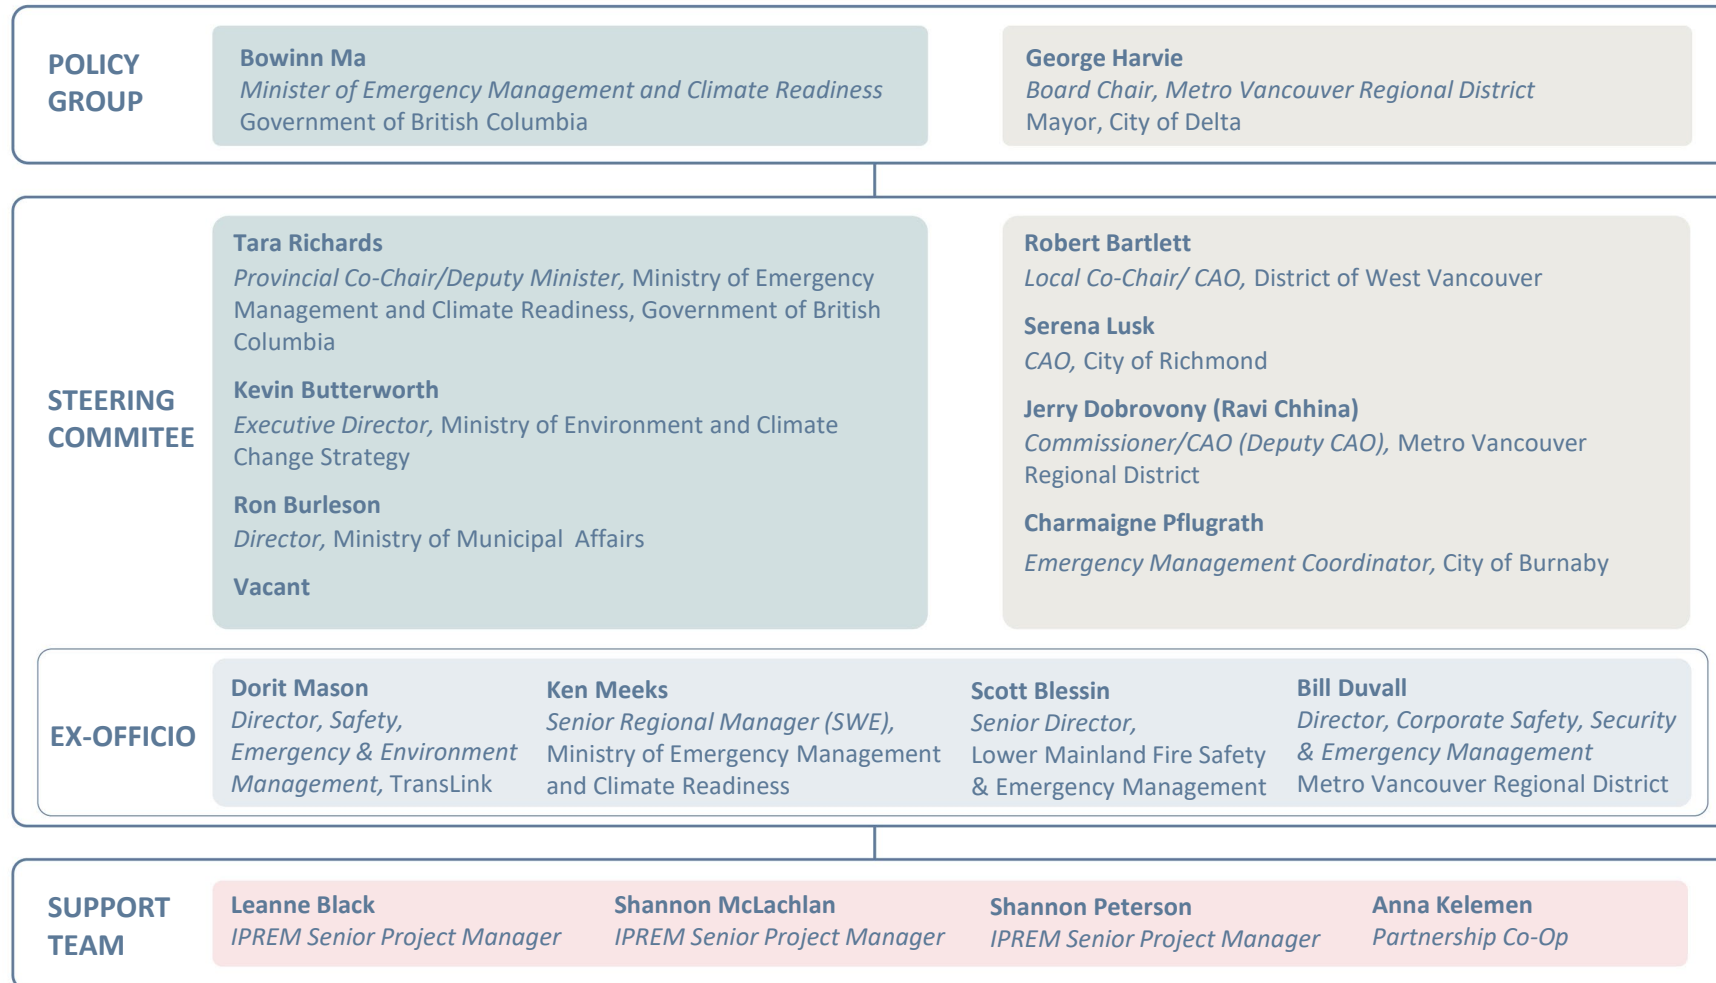 POLICY
GROUP
Bowinn Ma
Minister of Emergency Management and Climate Readiness
Government of British Columbia
George Harvie
Board Chair, Metro Vancouver Regional District
Mayor, City of Delta
STEERING
COMMITEE
Tara Richards
Provincial Co-Chair/Deputy Minister, Ministry of Emergency
Management and Climate Readiness, Government of British
Columbia
Kevin Butterworth
Executive Director, Ministry of Environment and Climate
Change Strategy
Ron Burleson
Director, Ministry of Municipal Affairs
Vacant
Robert Bartlett
Local Co-Chair/ CAO, District of West Vancouver
Serena Lusk
CAO, City of Richmond
Jerry Dobrovony (Ravi Chhina)
Commissioner/CAO (Deputy CAO), Metro Vancouver
Regional District
Charmaigne Pflugrath
Emergency Management Coordinator, City of Burnaby
EX-OFFICIO
Dorit Mason
Director, Safety,
Emergency & Environment
Management, TransLink
Ken Meeks
Senior Regional Manager (SWE),
Ministry of Emergency Management
and Climate Readiness
Scott Blessin
Senior Director,
Lower Mainland Fire Safety
& Emergency Management
Bill Duvall
Director, Corporate Safety, Security
& Emergency Management
Metro Vancouver Regional District
SUPPORT
TEAM
Leanne Black
IPREM Senior Project Manager
Shannon McLachlan
IPREM Senior Project Manager
Shannon Peterson
IPREM Senior Project Manager
Anna Kelemen
Partnership Co-Op